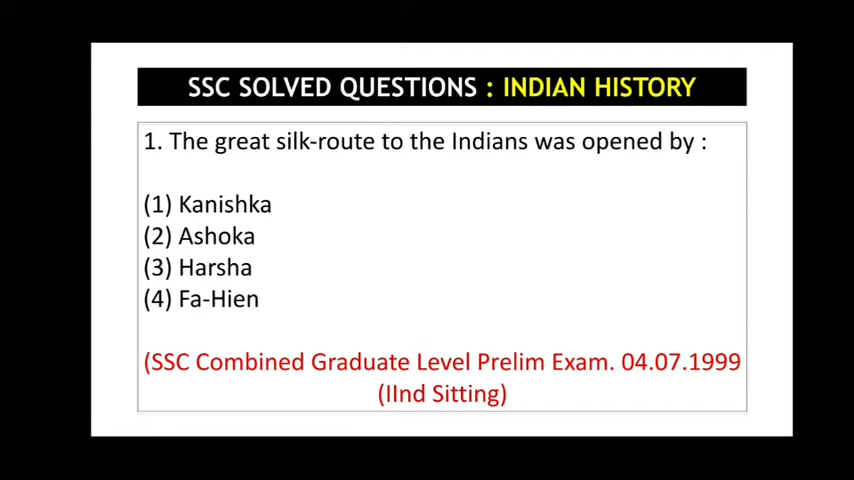 SSC SOLVED QUESTIONS : INDIAN HISTORY
1. The great silk-route to the Indians was opened by :
(1) Kanishka
(2) Ashoka
(3) Harsha
(4) Fa-Hien
(SSC Combined Graduate Level Prelim Exam. 04.07.1999
(IInd Sitting)